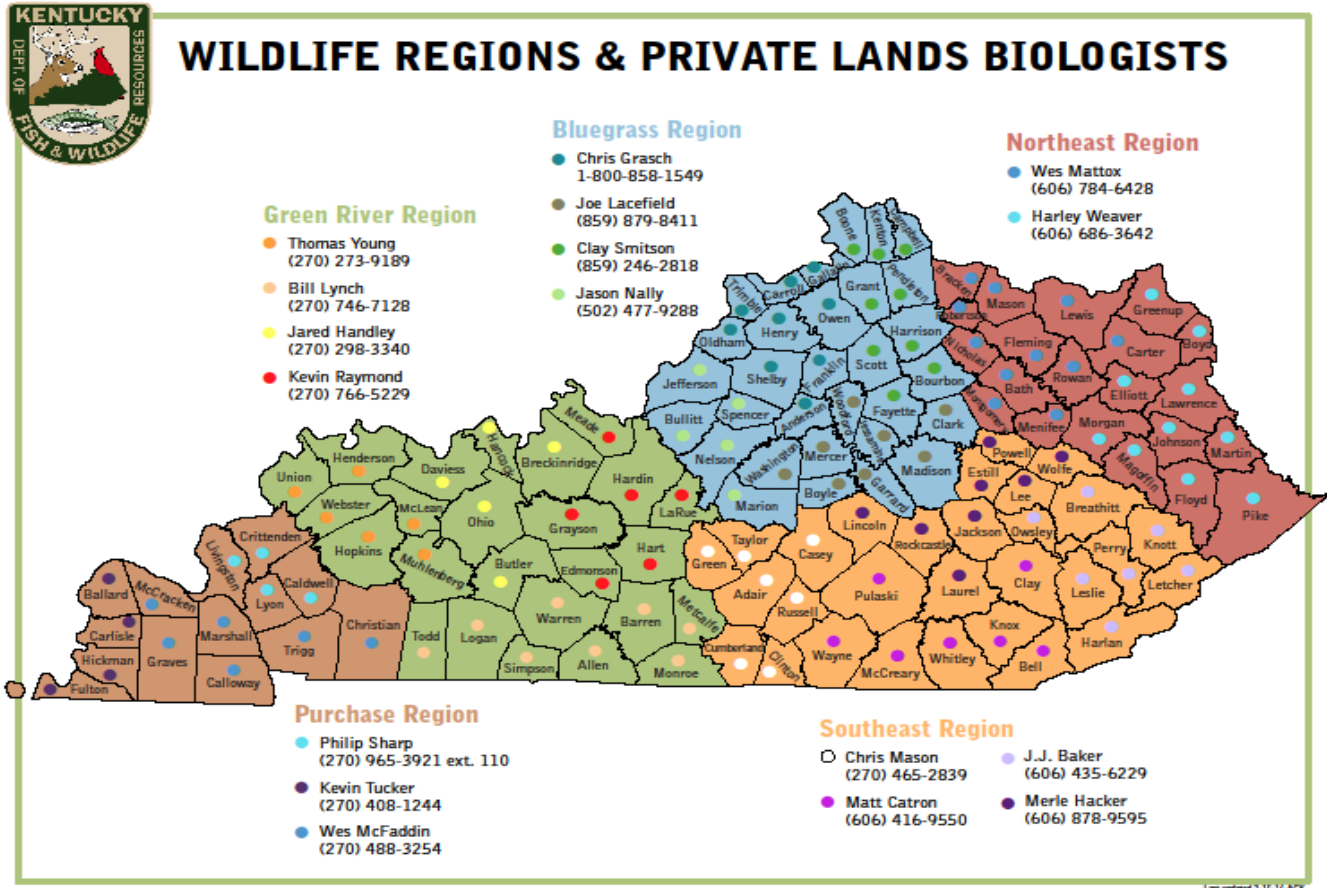 KENTUCKY
DEPT. OF
FISH & WILDLIFE
RESOURCES
WILDLIFE REGIONS & PRIVATE LANDS BIOLOGISTS
Bluegrass Region
Chris Grasch
1-800-858-1549
Joe Lacefield
(859) 879-8411
Clay Smitson
(859) 246-2818
Jason Nally
(502) 477-9288
Northeast Region
Wes Mattox
(606) 784-6428
Harley Weaver
(606) 686-3642
Green River Region
Thomas Young
(270) 273-9189
Bill Lynch
(270) 746-7128
Jared Handley
(270) 298-3340
Kevin Raymond
(270) 766-5229
Boone
Kenton
Campbell
Gallatin
Carroll
Trimble
Grant
Pendleton
Owen
Henry
Oldham
Harrison
Scott
Franklin
Shelby
Jefferson
Bourbon
Bullitt
Spencer
Anderson
Woodford
Fayette
Clark
Jessamine
Nelson
Washington
Mercer
Madison
Marion
Boyle
Garrard
Bracken
Mason
Robertson
Lewis
Greenup
Nicholas
Fleming
Carter
Boyd
Bath
Rowan
Elliott
Lawrence
Montgomery
Menifee
Morgan
Johnson
Martin
Magoffin
Floyd
Pike
Meade
Hancock
Breckinridge
Henderson
Daviess
Union
Hardin
Webster
McLean
Ohio
LaRue
Grayson
Hopkins
Muhlenberg
Butler
Edmonson
Hart
Warren
Barren
Metcalfe
Todd
Logan
Simpson
Allen
Monroe
Crittenden
Livingston
Caldwell
Lyon
Ballard
McCracken
Carlisle
Marshall
Christian
Trigg
Hickman
Graves
Calloway
Fulton
Powell
Wolfe
Estill
Lee
Breathitt
Lincoln
Rockcastle
Jackson
Owsley
Perry
Knott
Taylor
Green
Casey
Adair
Russell
Pulaski
Laurel
Clay
Leslie
Letcher
Knox
Harlan
Cumberland
Clinton
Wayne
McCreary
Whitley
Bell
Purchase Region
Philip Sharp
(270) 965-3921 ext. 110
Kevin Tucker
(270) 408-1244
Wes McFaddin
(270) 488-3254
Southeast Region
Chris Mason
(270) 465-2839
Matt Catron
(606) 416-9550
J.J. Baker
(606) 435-6229
Merle Hacker
(606) 878-9595